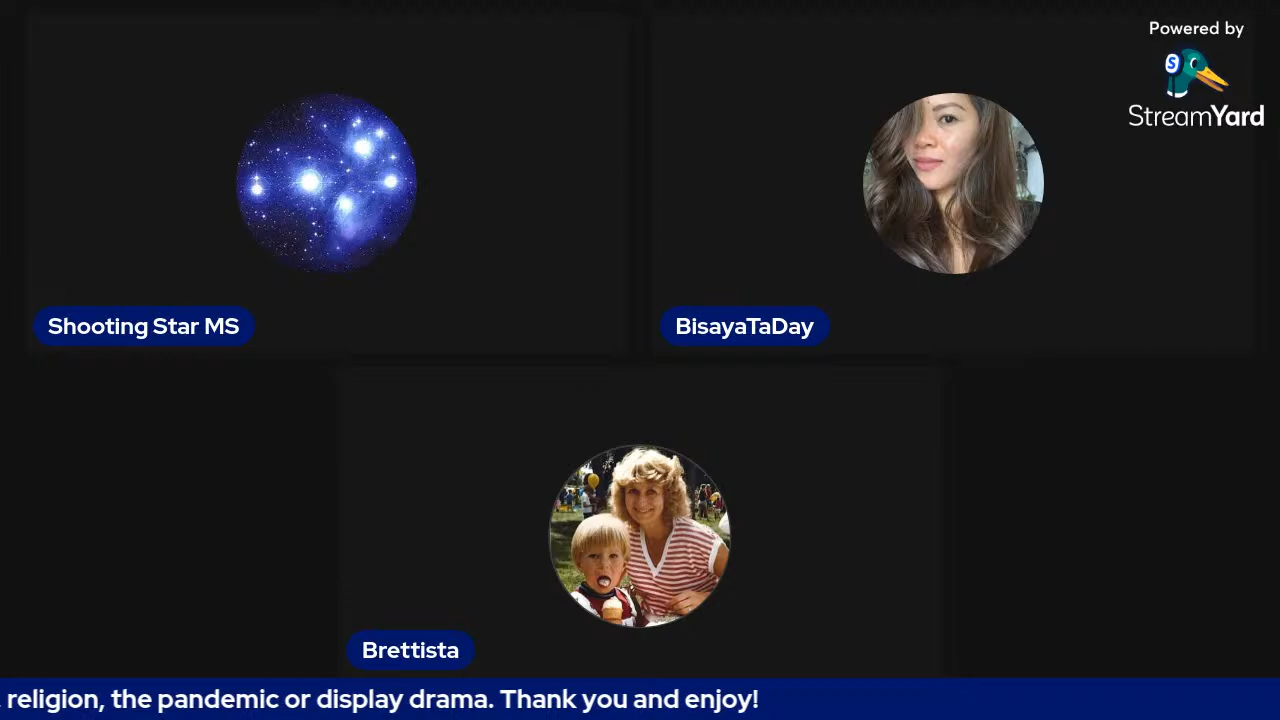 Powered by
S
StreamYard
Shooting Star MS
BisayaTaDay
Brettista
religion, the pandemic or display drama. Thank you and enjoy!